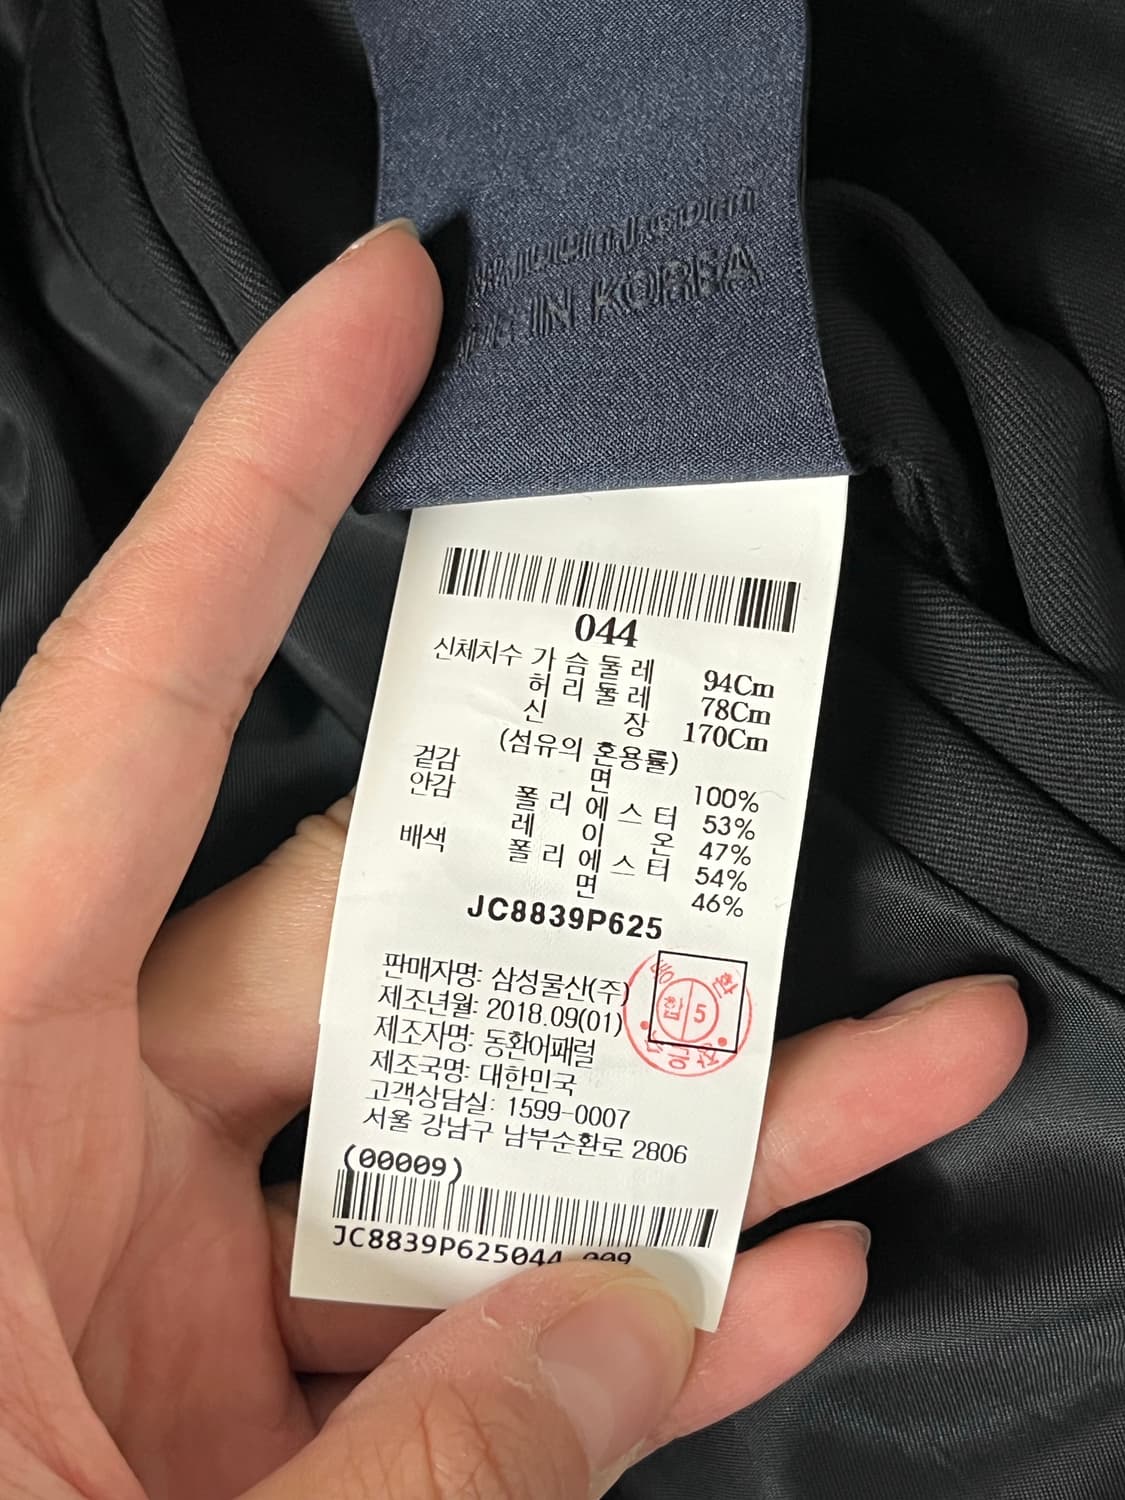 IN KOREA
044
신체치수 가슴둘레 94Cm
허리둘레 78Cm
신 장 170Cm
(섬유의 혼용률)
겉감 면 100%
안감 폴리에스터 53%
레이온 47%
배색 폴리에스터 54%
면 46%
JC8839P625
판매자명: 삼성물산(주)
제조년월: 2018.09(01)
제조자명: 동환어패럴
제조국명: 대한민국
고객상담실: 1599-0007
서울 강남구 남부순환로 2806
합 5
(00009)
JC8839P625044 009